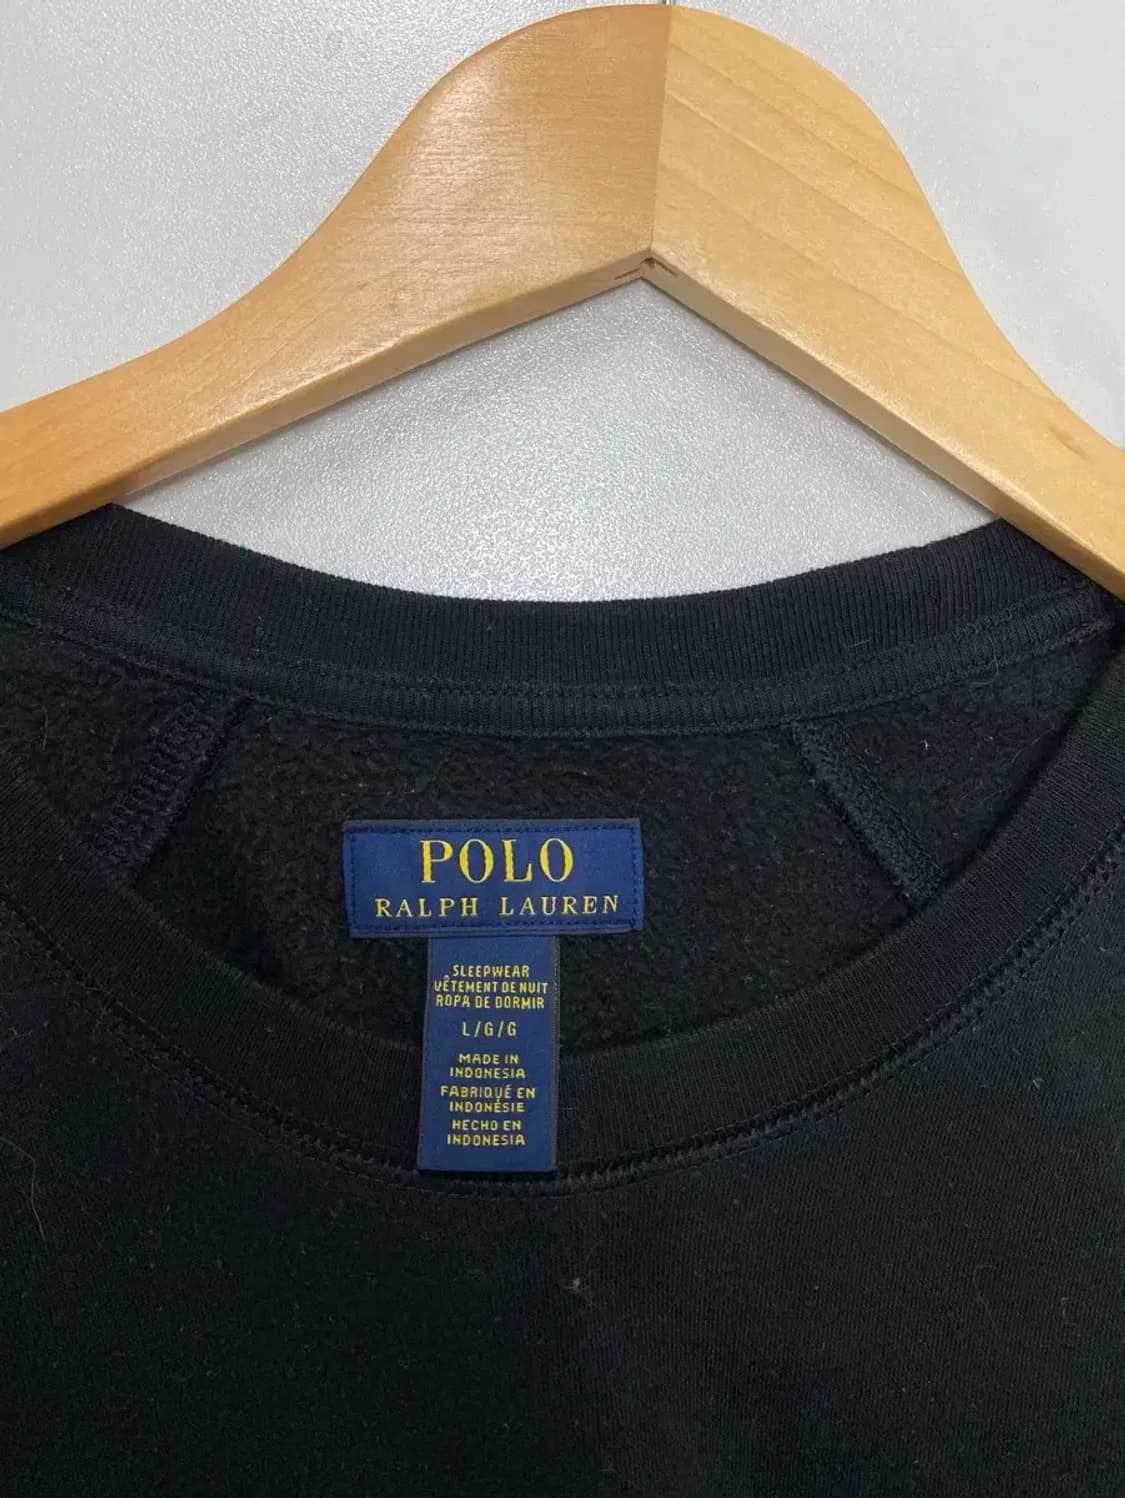 POLO
RALPH LAUREN
SLEEPWEAR
VÊTEMENT DE NUIT
ROPA DE DORMIR
L/G/G
MADE IN
INDONESIA
FABRIQUÉ EN
INDONÉSIE
HECHO EN
INDONESIA